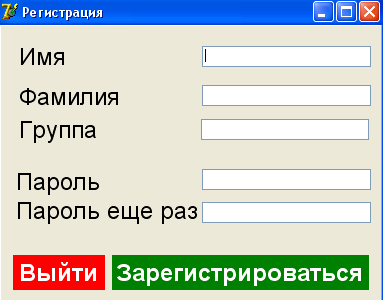 Регистрация
Имя
Фамилия
Группа
Пароль
Пароль еще раз
Выйти Зарегистрироваться